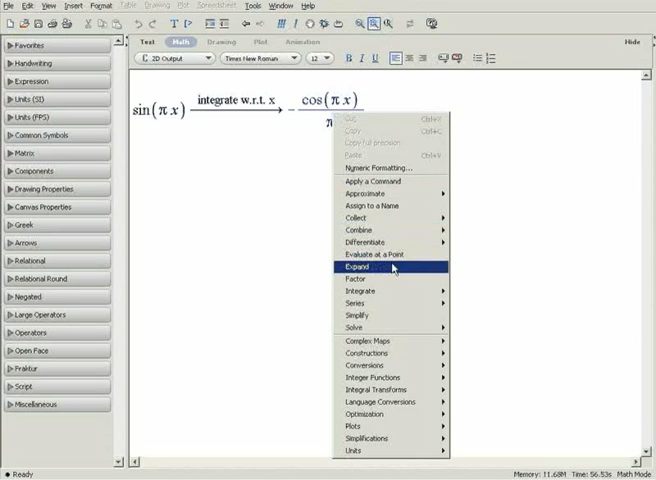 File Edit View Insert Format Table Drawing Plot Spreadsheet Tools Window Help
Text Math Drawing Plot Animation Hide
2D Output Times New Roman 12 B I U
Favorites
Handwriting
Expression
Units (SI)
Units (FPS)
Common Symbols
Matrix
Components
Drawing Properties
Canvas Properties
Greek
Arrows
Relational
Relational Round
Negated
Large Operators
Operators
Open Face
Fraktur
Script
Miscellaneous
sin(π x) integrate w.r.t. x → − cos(π x)
π
Cut Ctrl+X
Copy Ctrl+C
Copy full precision
Paste Ctrl+V
Numeric Formatting...
Apply a Command
Approximate
Assign to a Name
Collect
Combine
Differentiate
Evaluate at a Point
Expand
Factor
Integrate
Series
Simplify
Solve
Complex Maps
Constructions
Conversions
Integer Functions
Integral Transforms
Language Conversions
Optimization
Plots
Simplifications
Units
Ready Memory: 11.68M Time: 56.53s Math Mode